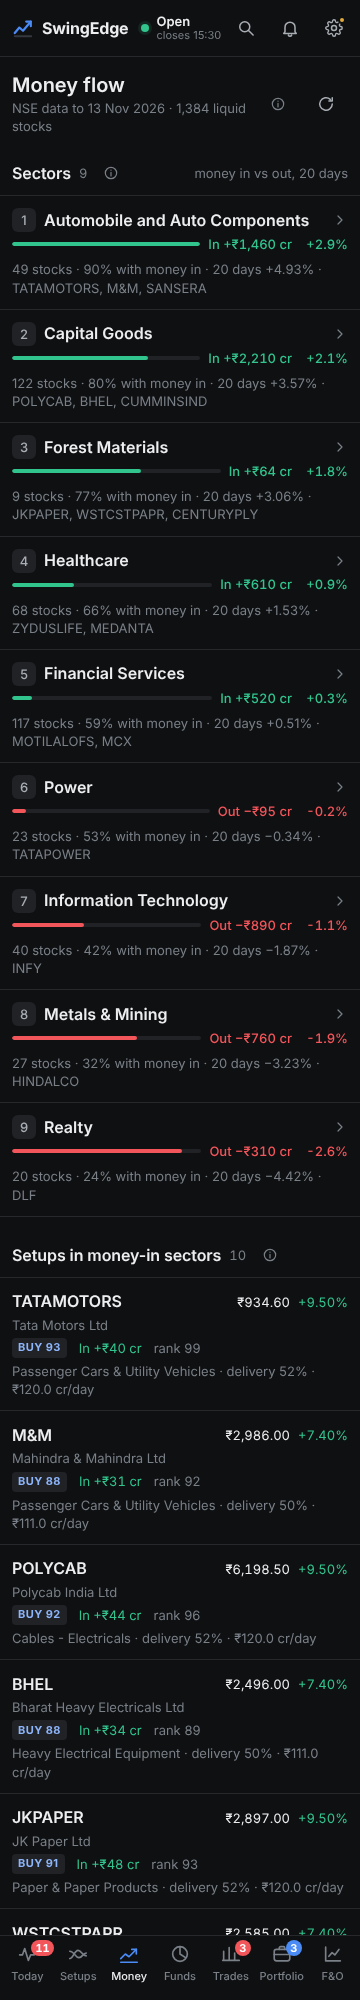 SwingEdge
Open
closes 15:30
Money flow
NSE data to 13 Nov 2026 · 1,384 liquid
stocks
Sectors 9 money in vs out, 20 days
1 Automobile and Auto Components
In +₹1,460 cr +2.9%
49 stocks · 90% with money in · 20 days +4.93% ·
TATAMOTORS, M&M, SANSERA
2 Capital Goods
In +₹2,210 cr +2.1%
122 stocks · 80% with money in · 20 days +3.57% ·
POLYCAB, BHEL, CUMMINSIND
3 Forest Materials
In +₹64 cr +1.8%
9 stocks · 77% with money in · 20 days +3.06% ·
JKPAPER, WSTCSTPAPR, CENTURYPLY
4 Healthcare
In +₹610 cr +0.9%
68 stocks · 66% with money in · 20 days +1.53% ·
ZYDUSLIFE, MEDANTA
5 Financial Services
In +₹520 cr +0.3%
117 stocks · 59% with money in · 20 days +0.51% ·
MOTILALOFS, MCX
6 Power
Out −₹95 cr -0.2%
23 stocks · 53% with money in · 20 days −0.34% ·
TATAPOWER
7 Information Technology
Out −₹890 cr -1.1%
40 stocks · 42% with money in · 20 days −1.87% ·
INFY
8 Metals & Mining
Out −₹760 cr -1.9%
27 stocks · 32% with money in · 20 days −3.23% ·
HINDALCO
9 Realty
Out −₹310 cr -2.6%
20 stocks · 24% with money in · 20 days −4.42% ·
DLF
Setups in money-in sectors 10
TATAMOTORS ₹934.60 +9.50%
Tata Motors Ltd
BUY 93 In +₹40 cr rank 99
Passenger Cars & Utility Vehicles · delivery 52% ·
₹120.0 cr/day
M&M ₹2,986.00 +7.40%
Mahindra & Mahindra Ltd
BUY 88 In +₹31 cr rank 92
Passenger Cars & Utility Vehicles · delivery 50% ·
₹111.0 cr/day
POLYCAB ₹6,198.50 +9.50%
Polycab India Ltd
BUY 92 In +₹44 cr rank 96
Cables - Electricals · delivery 52% · ₹120.0 cr/day
BHEL ₹2,496.00 +7.40%
Bharat Heavy Electricals Ltd
BUY 88 In +₹34 cr rank 89
Heavy Electrical Equipment · delivery 50% · ₹111.0
cr/day
JKPAPER ₹2,897.00 +9.50%
JK Paper Ltd
BUY 91 In +₹48 cr rank 93
Paper & Paper Products · delivery 52% · ₹120.0 cr/day
WSTCSTPAPR ₹2,585.00 +7.40%
11 3 3
Today Setups Money Funds Trades Portfolio F&O